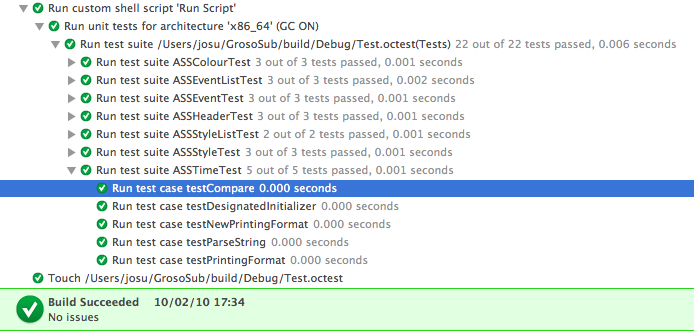 Run custom shell script 'Run Script'
Run unit tests for architecture 'x86_64' (GC ON)
Run test suite /Users/josu/GrosoSub/build/Debug/Test.octest(Tests) 22 out of 22 tests passed, 0.006 seconds
Run test suite ASSColourTest 3 out of 3 tests passed, 0.001 seconds
Run test suite ASSEventListTest 3 out of 3 tests passed, 0.002 seconds
Run test suite ASSEventTest 3 out of 3 tests passed, 0.001 seconds
Run test suite ASSHeaderTest 3 out of 3 tests passed, 0.001 seconds
Run test suite ASSStyleListTest 2 out of 2 tests passed, 0.001 seconds
Run test suite ASSStyleTest 3 out of 3 tests passed, 0.001 seconds
Run test suite ASSTimeTest 5 out of 5 tests passed, 0.001 seconds
Run test case testCompare 0.000 seconds
Run test case testDesignatedInitializer 0.000 seconds
Run test case testNewPrintingFormat 0.000 seconds
Run test case testParseString 0.000 seconds
Run test case testPrintingFormat 0.000 seconds
Touch /Users/josu/GrosoSub/build/Debug/Test.octest
Build Succeeded 10/02/10 17:34
No issues